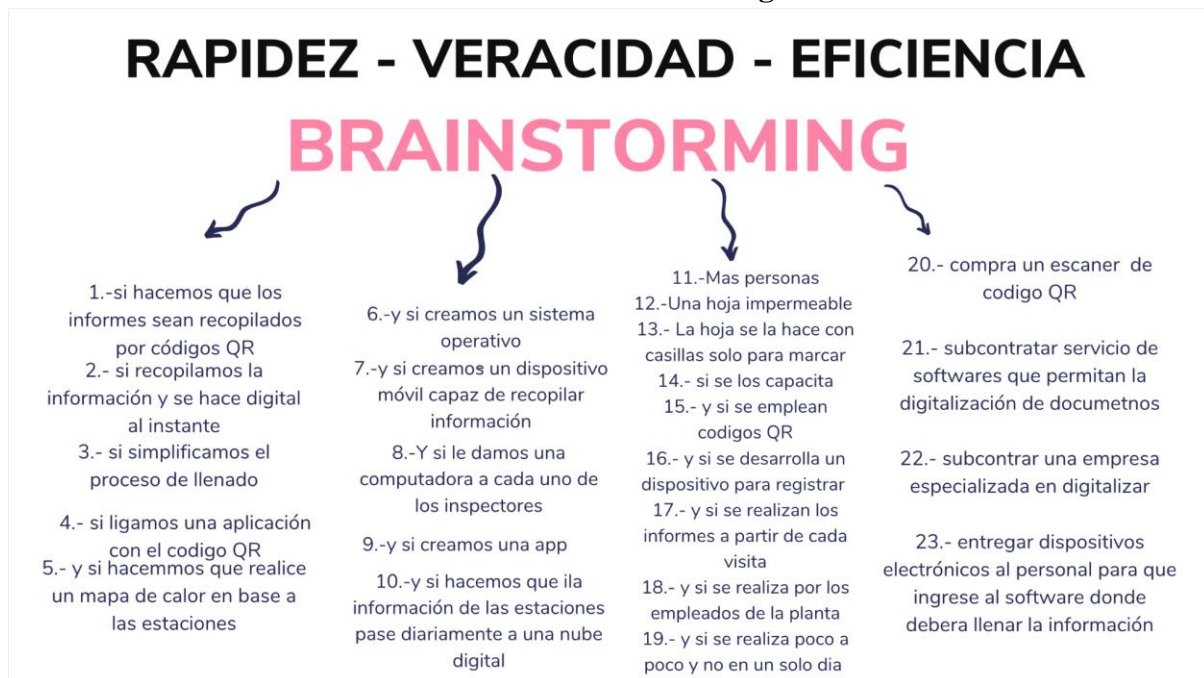 RAPIDEZ - VERACIDAD - EFICIENCIA
BRAINSTORMING
1.-si hacemos que los
informes sean recopilados
por códigos QR
2.- si recopilamos la
información y se hace digital
al instante
3.- si simplificamos el
proceso de llenado
4.- si ligamos una aplicación
con el codigo QR
5.- y si hacemmos que realice
un mapa de calor en base a
las estaciones
6.-y si creamos un sistema
operativo
7.-y si creamos un dispositivo
móvil capaz de recopilar
información
8.-Y si le damos una
computadora a cada uno de
los inspectores
9.-y si creamos una app
10.-y si hacemos que ila
información de las estaciones
pase diariamente a una nube
digital
11.-Mas personas
12.-Una hoja impermeable
13.- La hoja se la hace con
casillas solo para marcar
14.- si se los capacita
15.- y si se emplean
codigos QR
16.- y si se desarrolla un
dispositivo para registrar
17.- y si se realizan los
informes a partir de cada
visita
18.- y si se realiza por los
empleados de la planta
19.- y si se realiza poco a
poco y no en un solo dia
20.- compra un escaner de
codigo QR
21.- subcontratar servicio de
softwares que permitan la
digitalización de documetnos
22.- subcontrar una empresa
especializada en digitalizar
23.- entregar dispositivos
electrónicos al personal para que
ingrese al software donde
debera llenar la información